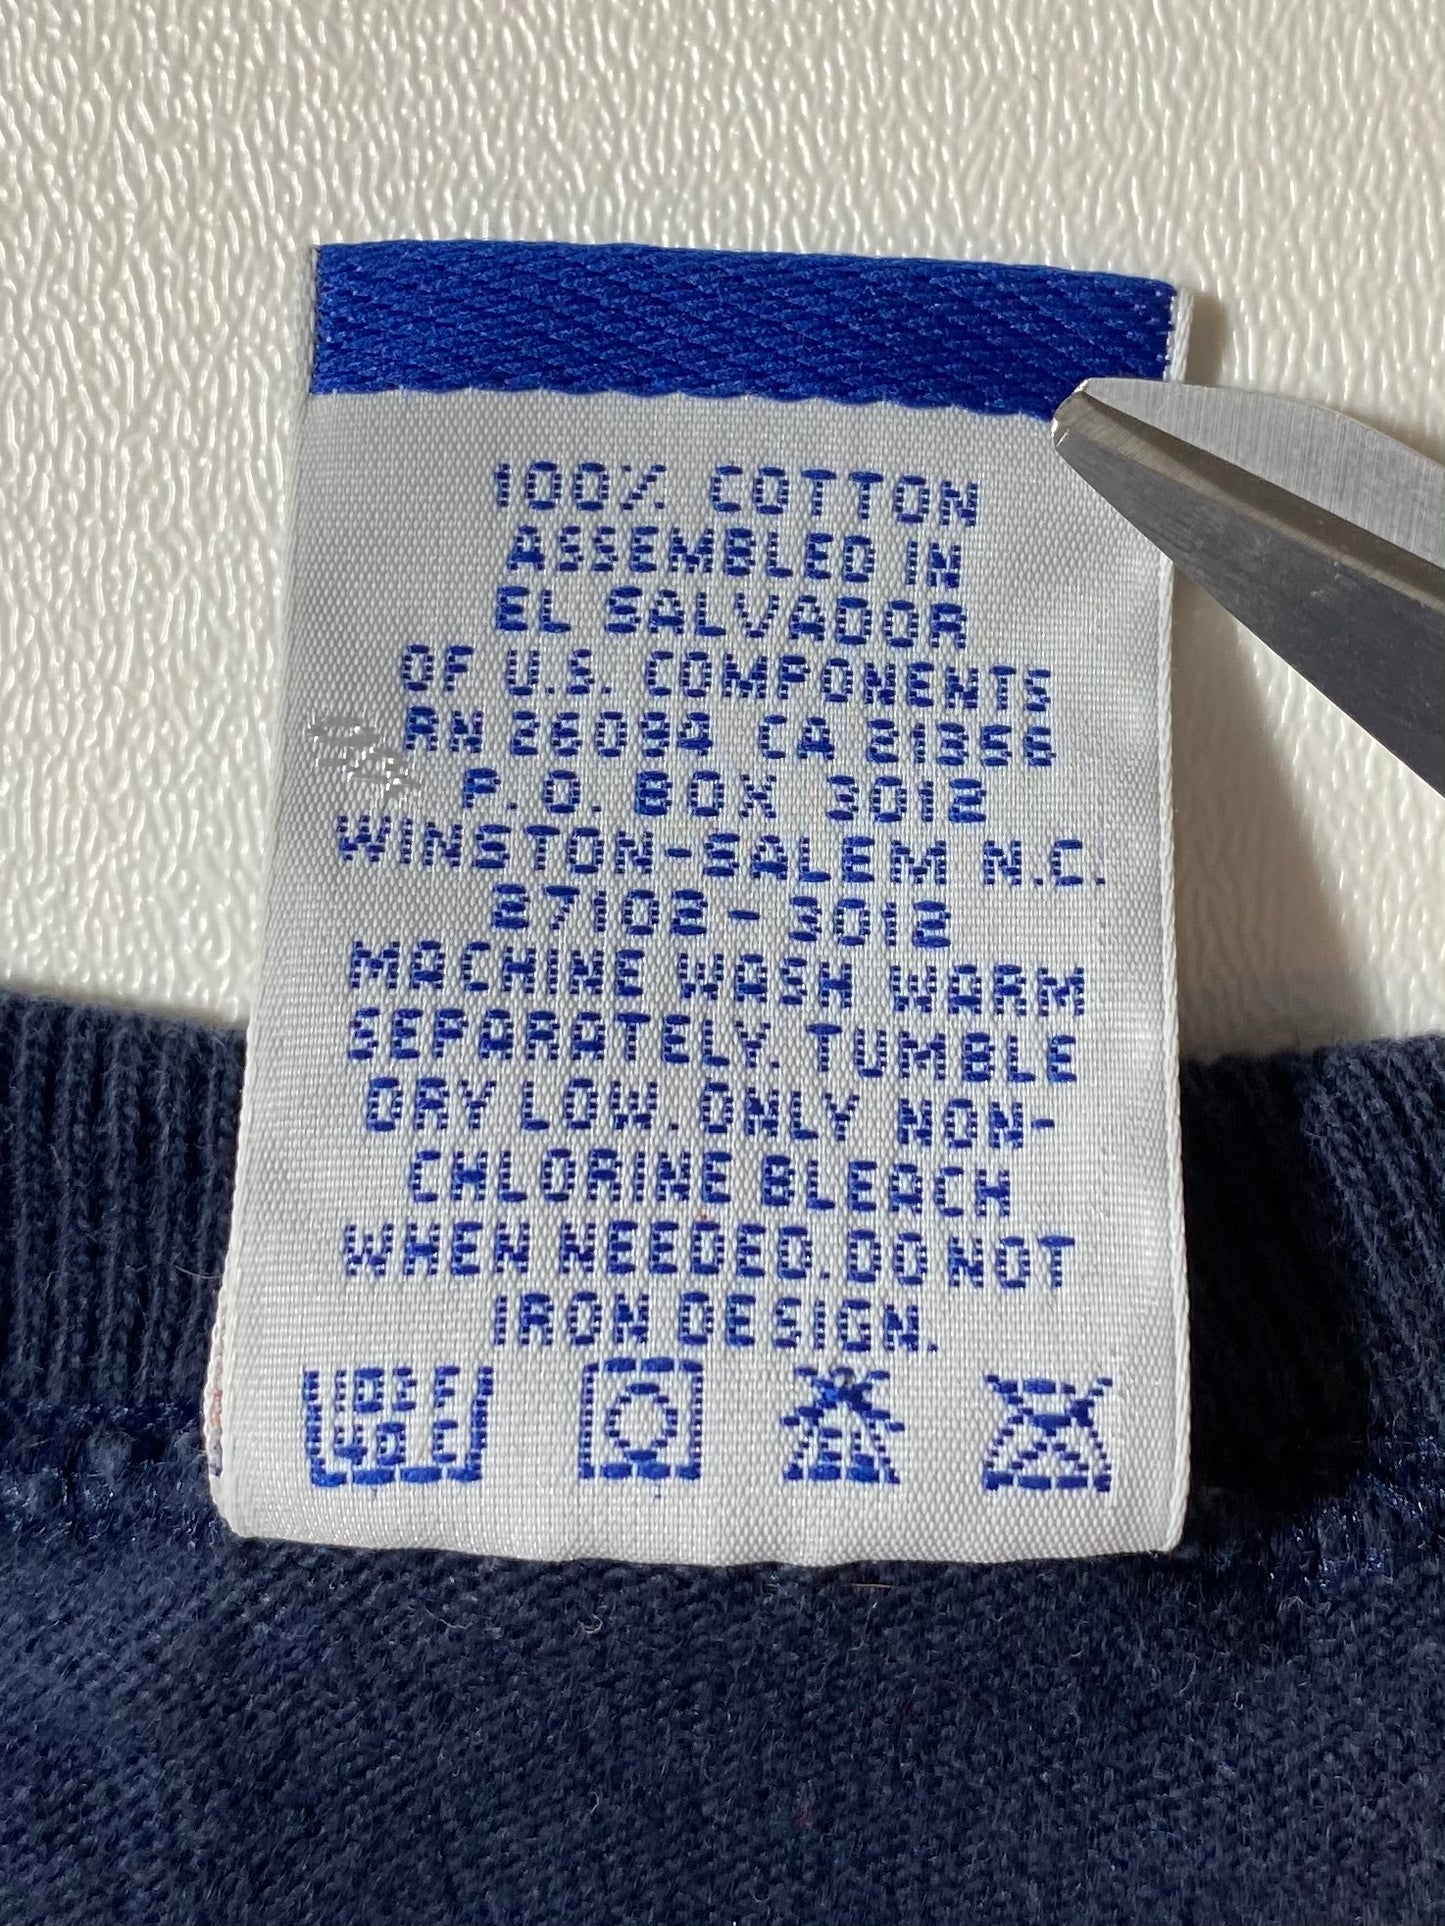 100% COTTON
ASSEMBLED IN
EL SALVADOR
OF U.S. COMPONENTS
RN 26094 CA 21356
P.O. BOX 3012
WINSTON-SALEM N.C.
27102-3012
MACHINE WASH WARM
SEPARATELY. TUMBLE
DRY LOW. ONLY NON-
CHLORINE BLEACH
WHEN NEEDED. DO NOT
IRON DESIGN.